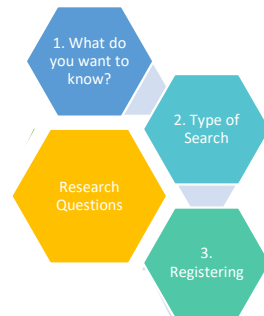 1. What do
you want to
know?
2. Type of
Search
Research
Questions
3.
Registering